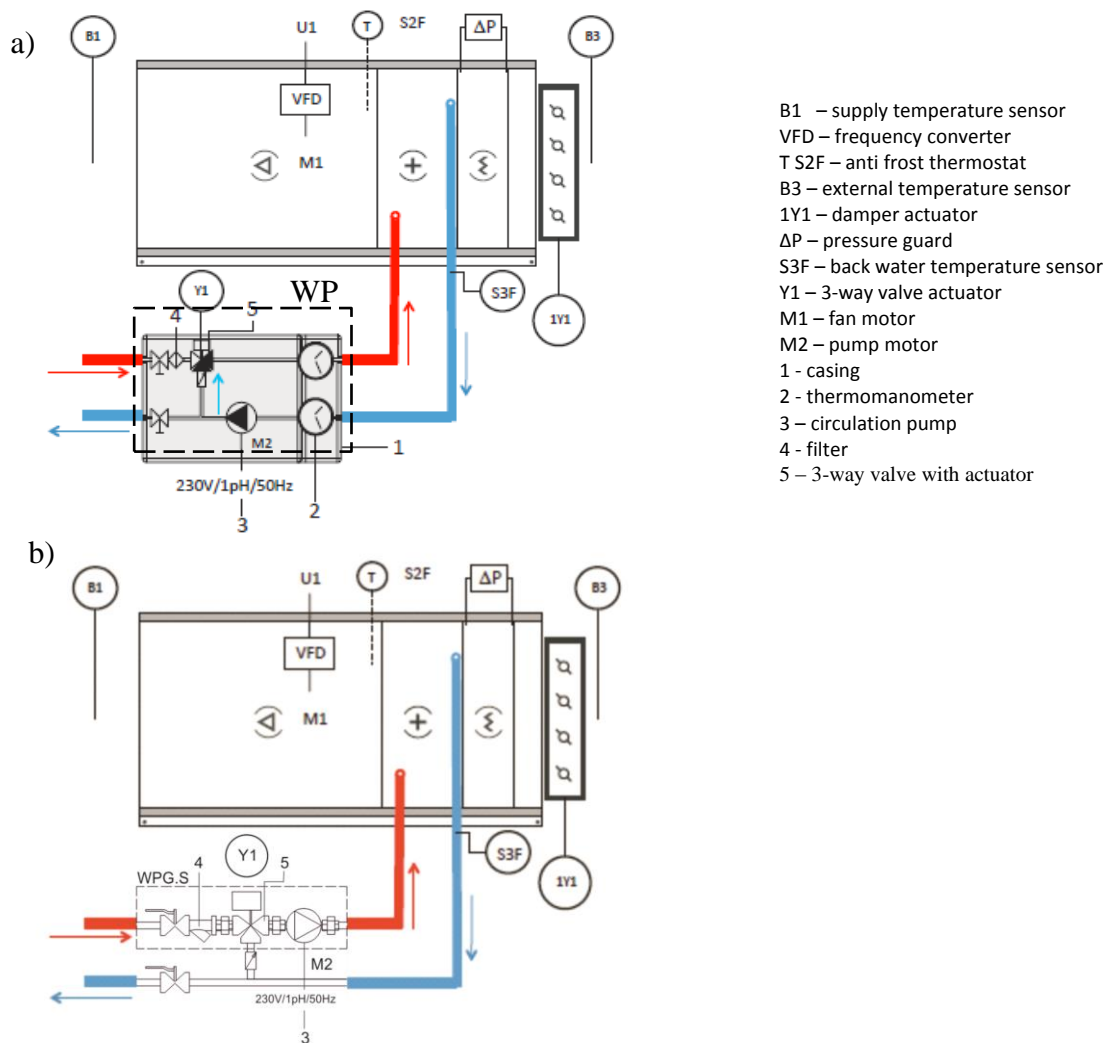 a)
B1
U1
T
S2F
ΔP
B3
VFD
M1
Y1
WP
4
5
S3F
1Y1
M2
1
230V/1pH/50Hz
2
3
B1 – supply temperature sensor
VFD – frequency converter
T S2F – anti frost thermostat
B3 – external temperature sensor
1Y1 – damper actuator
ΔP – pressure guard
S3F – back water temperature sensor
Y1 – 3-way valve actuator
M1 – fan motor
M2 – pump motor
1 - casing
2 - thermomanometer
3 – circulation pump
4 - filter
5 – 3-way valve with actuator
b)
B1
U1
T
S2F
ΔP
B3
VFD
M1
Y1
S3F
1Y1
WPG.S
4
5
M2
230V/1pH/50Hz
3